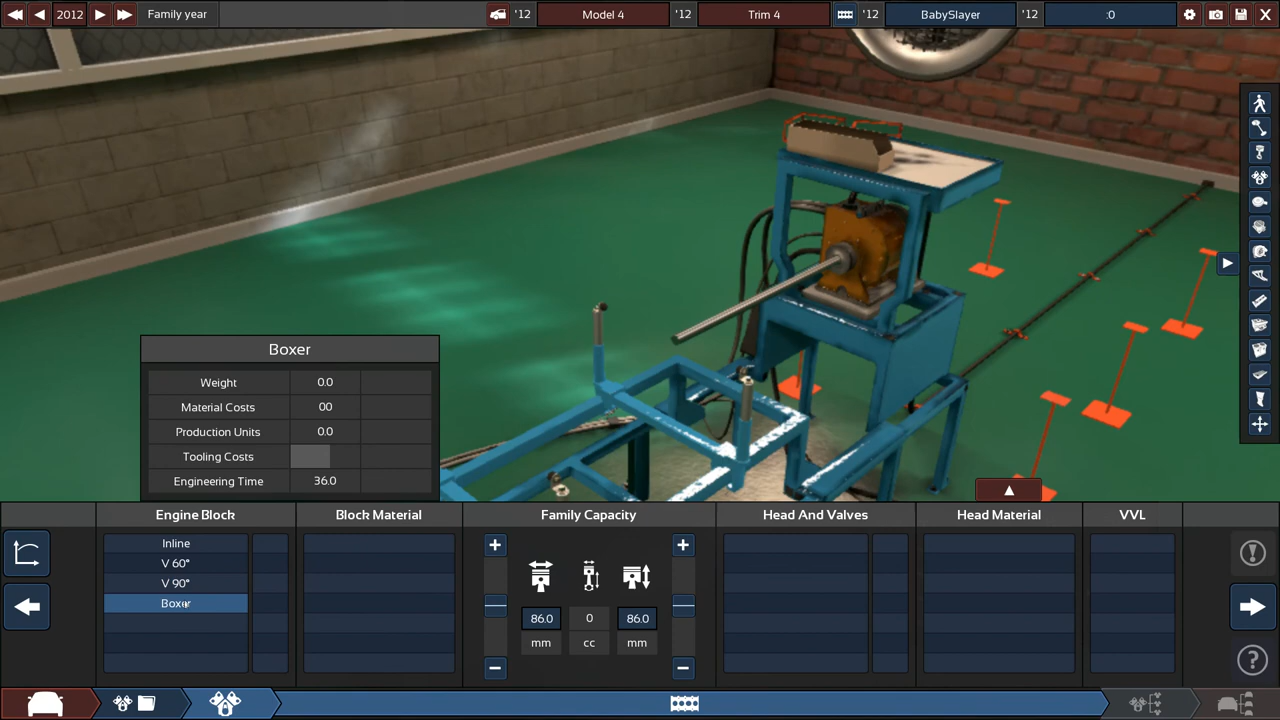 2012
Family year
'12
Model 4
'12
Trim 4
'12
BabySlayer
'12
:0
Boxer
Weight 0.0
Material Costs 00
Production Units 0.0
Tooling Costs
Engineering Time 36.0
Engine Block
Block Material
Family Capacity
Head And Valves
Head Material
VVL
Inline
V 60°
V 90°
Boxer
86.0 0 86.0
mm cc mm